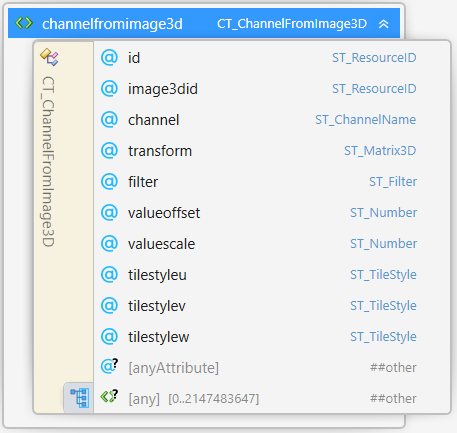 channelfromimage3d CT_ChannelFromImage3D
CT_ChannelFromImage3D
id ST_ResourceID
image3did ST_ResourceID
channel ST_ChannelName
transform ST_Matrix3D
filter ST_Filter
valueoffset ST_Number
valuescale ST_Number
tilestyleu ST_TileStyle
tilestylev ST_TileStyle
tilestylew ST_TileStyle
[anyAttribute] ##other
[any] [0..2147483647] ##other